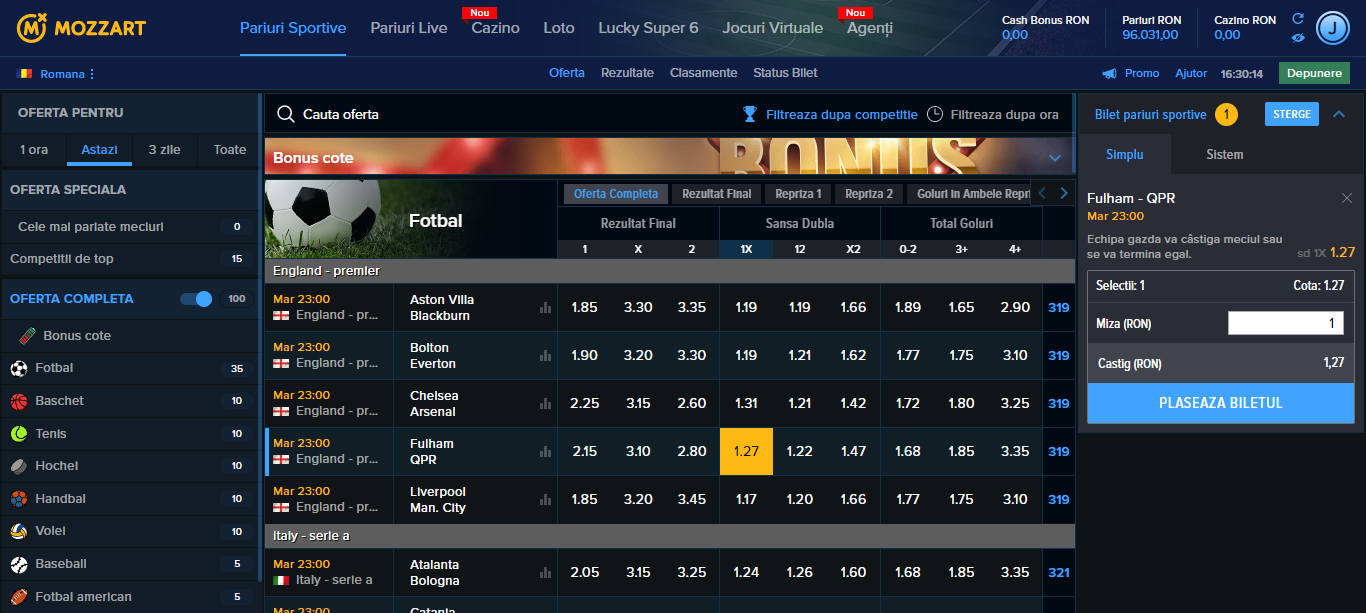 MOZZART
Pariuri Sportive
Pariuri Live
Nou
Cazino
Loto
Lucky Super 6
Jocuri Virtuale
Nou
Agenți
Cash Bonus RON
0,00
Pariuri RON
96.031,00
Cazino RON
0,00
J
Romana
Oferta
Rezultate
Clasamente
Status Bilet
Promo
Ajutor
16:30:14
Depunere
OFERTA PENTRU
1 ora
Astazi
3 zile
Toate
OFERTA SPECIALA
Cele mai pariate meciuri 0
Competitii de top 15
OFERTA COMPLETA 100
Bonus cote
Fotbal 35
Baschet 10
Tenis 10
Hochei 10
Handbal 10
Volei 10
Baseball 5
Fotbal american 5
Cauta oferta
Filtreaza dupa competitie
Filtreaza dupa ora
Bonus cote
BONUS
Fotbal
Oferta Completa
Rezultat Final
Repriza 1
Repriza 2
Goluri in Ambele Repri
Rezultat Final
Sansa Dubla
Total Goluri
1 X 2 1X 12 X2 0-2 3+ 4+
England - premier
Mar 23:00
England - pr...
Aston Villa
Blackburn
1.85 3.30 3.35 1.19 1.19 1.66 1.89 1.65 2.90 319
Mar 23:00
England - pr...
Bolton
Everton
1.90 3.20 3.30 1.19 1.21 1.62 1.77 1.75 3.10 319
Mar 23:00
England - pr...
Chelsea
Arsenal
2.25 3.15 2.60 1.31 1.21 1.42 1.72 1.80 3.25 319
Mar 23:00
England - pr...
Fulham
QPR
2.15 3.10 2.80 1.27 1.22 1.47 1.68 1.85 3.35 319
Mar 23:00
England - pr...
Liverpool
Man. City
1.85 3.20 3.45 1.17 1.20 1.66 1.77 1.75 3.10 319
Italy - serie a
Mar 23:00
Italy - serie a
Atalanta
Bologna
2.05 3.15 3.25 1.24 1.26 1.60 1.68 1.85 3.35 321
Mar 23:00
Catania
Bilet pariuri sportive 1
STERGE
Simplu
Sistem
Fulham - QPR
Mar 23:00
Echipa gazda va câstiga meciul sau
se va termina egal.
sd 1X 1.27
Selectii: 1
Cota: 1.27
Miza (RON) 1
Castig (RON) 1,27
PLASEAZA BILETUL